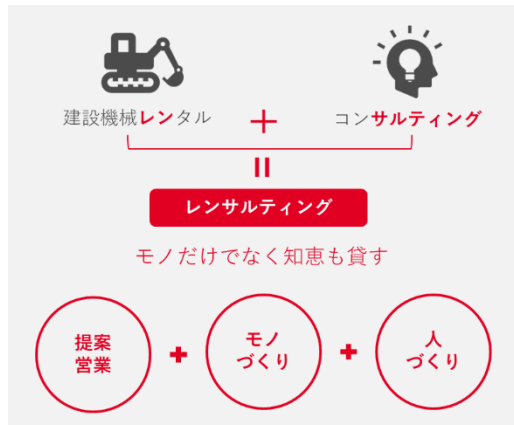 建設機械レンタル + コンサルティング
=
レンサルティング
モノだけでなく知恵も貸す
提案
営業
+
モノ
づくり
+
人
づくり